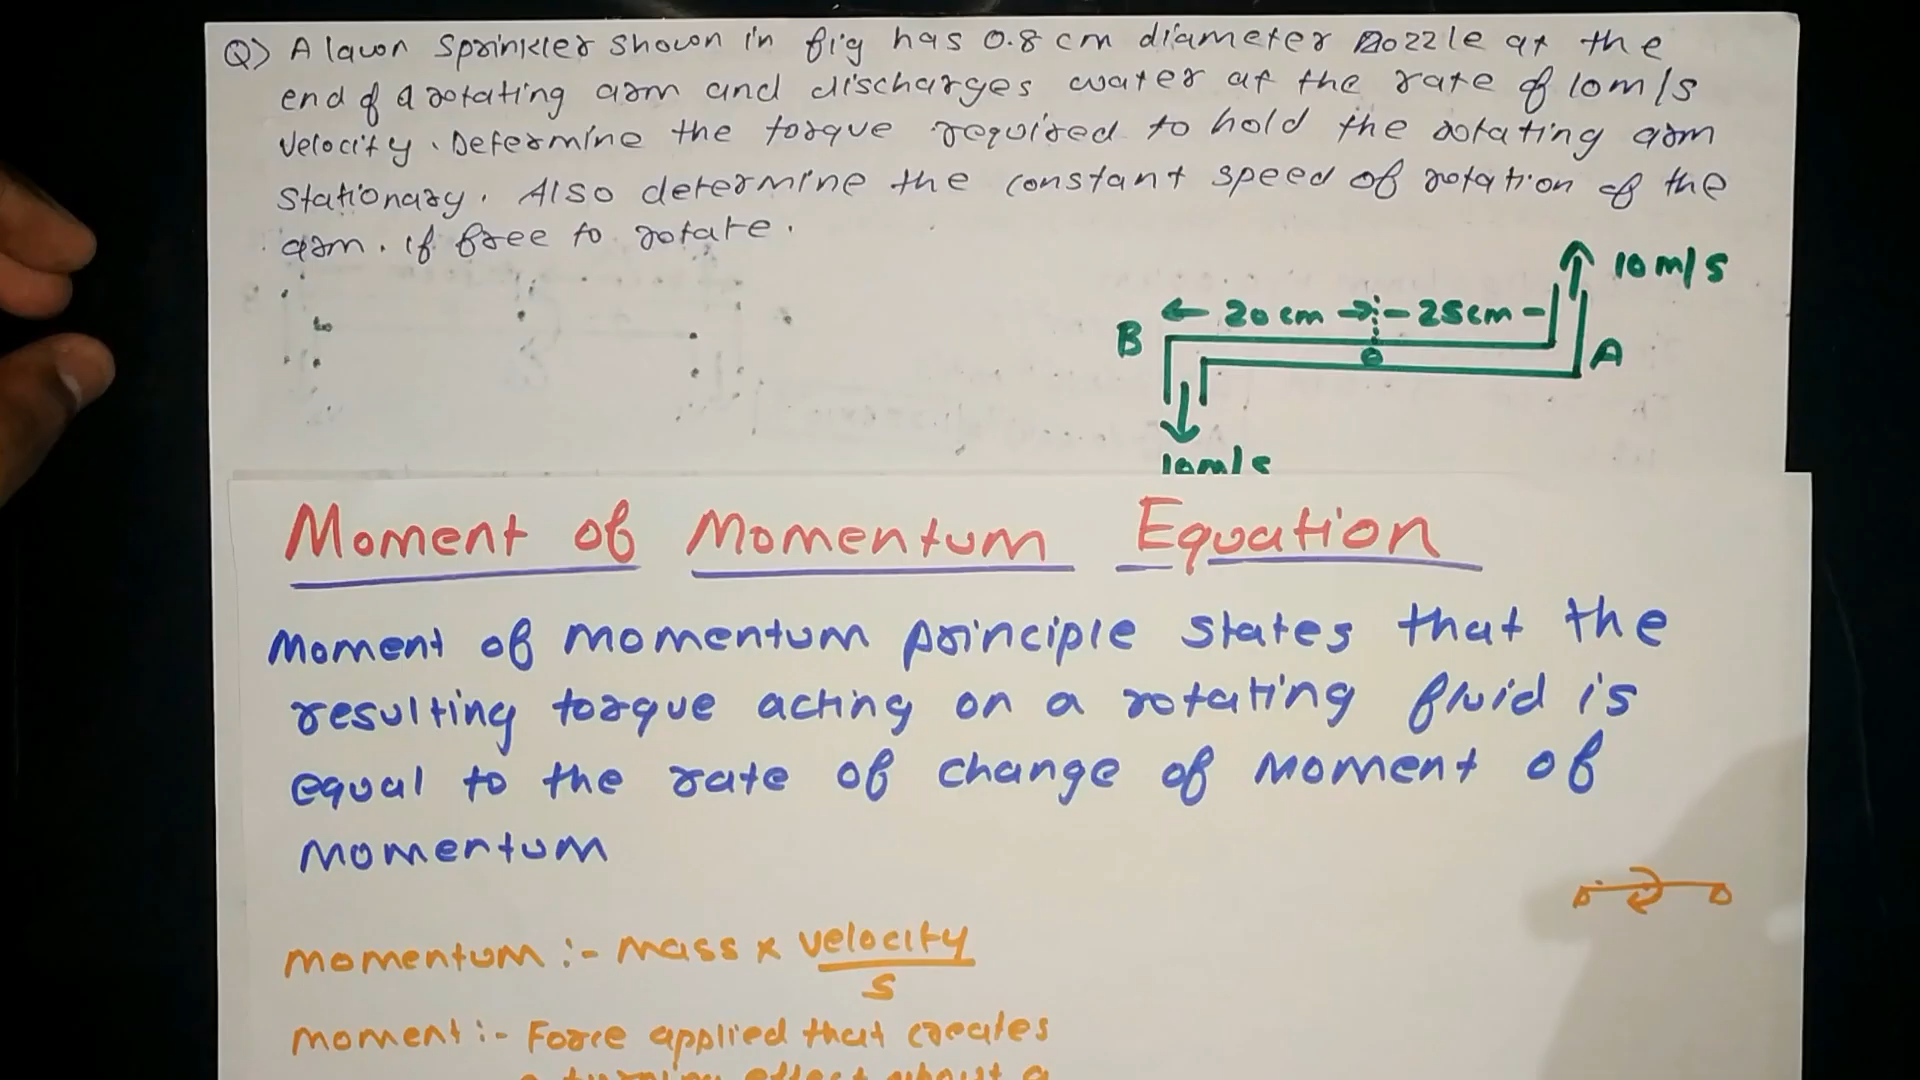 Q) A lawn Sprinkler shown in fig has 0.8 cm diameter nozzle at the
end of a rotating arm and discharges water at the rate of 10 m/s
velocity. Determine the torque required to hold the rotating arm
stationary. Also determine the constant speed of rotation of the
arm. if free to rotate.
10 m/s
20 cm 25cm
B
A
10m/s
Moment of Momentum Equation
Moment of momentum principle states that the
resulting torque acting on a rotating fluid is
equal to the rate of change of moment of
momentum
momentum :- mass x velocity
s
moment :- Force applied that creates
a turning effect about a